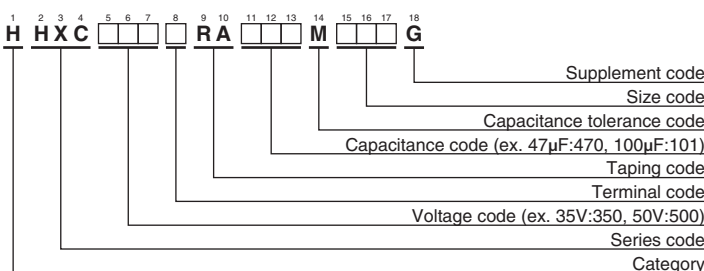 1 2 3 4 5 6 7 8 9 10 11 12 13 14 15 16 17 18
H HXC □□□ □ RA □□□ M □□□ G
Supplement code
Size code
Capacitance tolerance code
Capacitance code (ex. 47μF:470, 100μF:101)
Taping code
Terminal code
Voltage code (ex. 35V:350, 50V:500)
Series code
Category